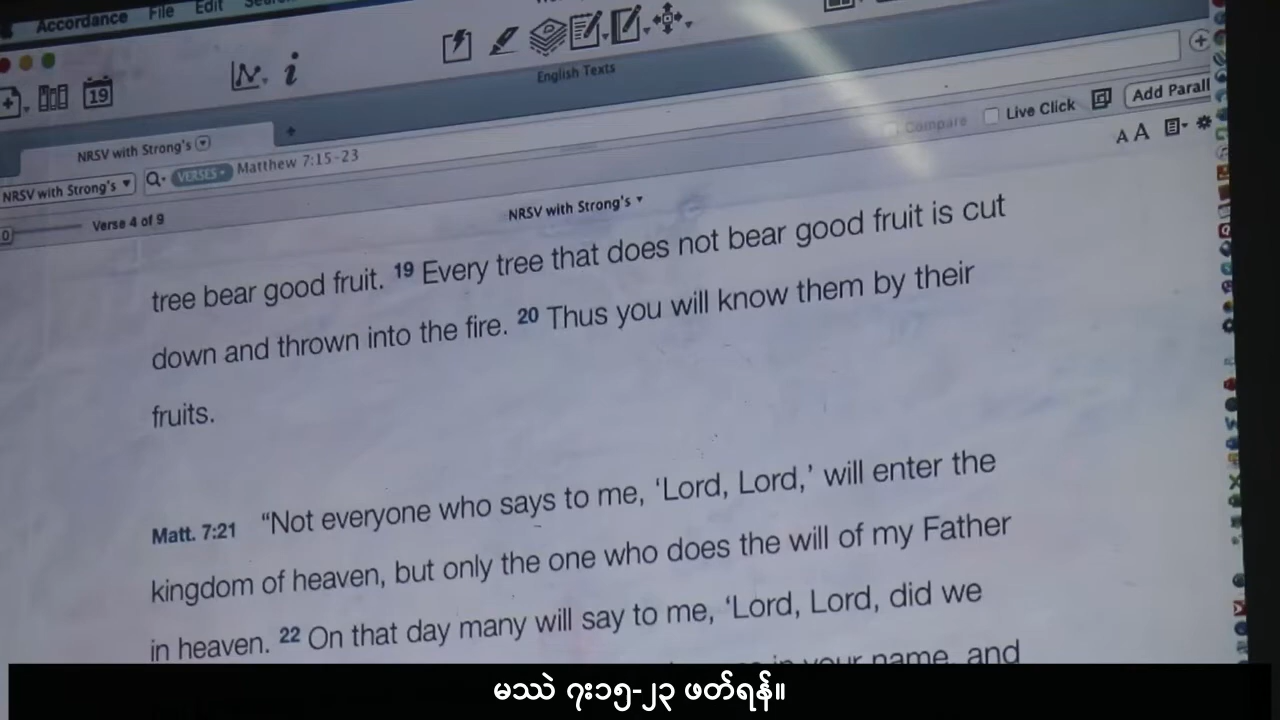 Accordance File Edit
English Texts
19
NRSV with Strong's
Compare Live Click Add Parall
NRSV with Strong's VERSES Matthew 7:15-23
A A
Verse 4 of 9
NRSV with Strong's
tree bear good fruit. 19 Every tree that does not bear good fruit is cut
down and thrown into the fire. 20 Thus you will know them by their
fruits.
Matt. 7:21 “Not everyone who says to me, ‘Lord, Lord,’ will enter the
kingdom of heaven, but only the one who does the will of my Father
in heaven. 22 On that day many will say to me, ‘Lord, Lord, did we
in your name, and
မဿဲ ၇း၁၅-၂၃ ဖတ်ရန်။